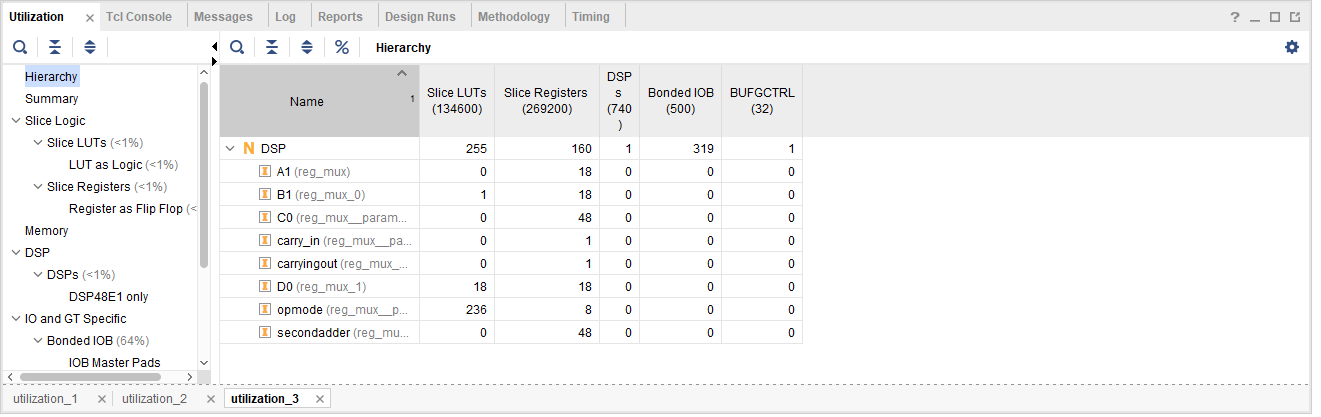 Utilization × Tcl Console Messages Log Reports Design Runs Methodology Timing ? _
% Hierarchy
Hierarchy
Summary
Slice Logic
Slice LUTs (<1%)
LUT as Logic (<1%)
Slice Registers (<1%)
Register as Flip Flop (<
Memory
DSP
DSPs (<1%)
DSP48E1 only
IO and GT Specific
Bonded IOB (64%)
IOB Master Pads
Name 1
Slice LUTs
(134600)
Slice Registers
(269200)
DSP
s
(740
)
Bonded IOB
(500)
BUFGCTRL
(32)
N DSP 255 160 1 319 1
I A1 (reg_mux) 0 18 0 0 0
I B1 (reg_mux_0) 1 18 0 0 0
I C0 (reg_mux__param... 0 48 0 0 0
I carry_in (reg_mux__pa... 0 1 0 0 0
I carryingout (reg_mux_... 0 1 0 0 0
I D0 (reg_mux_1) 18 18 0 0 0
I opmode (reg_mux__p... 236 8 0 0 0
I secondadder (reg_mu... 0 48 0 0 0
utilization_1 × utilization_2 × utilization_3 ×